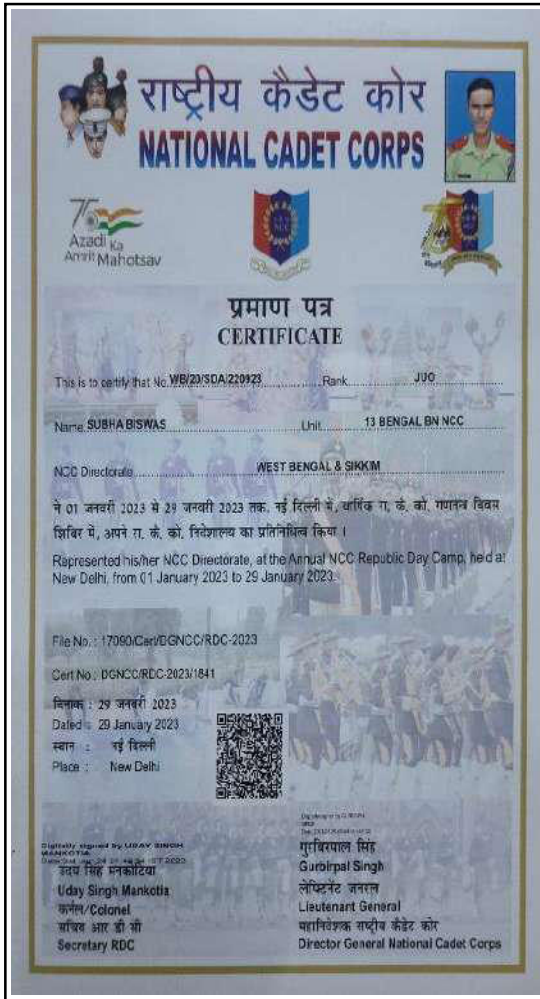 राष्ट्रीय कैडेट कोर
NATIONAL CADET CORPS
75
Azadi Ka
Amrit Mahotsav
NCC
प्रमाण पत्र
CERTIFICATE
This is to certify that No. WB/20/SDA/220923 Rank JUO
Name SUBHA BISWAS Unit 13 BENGAL BN NCC
NCC Directorate WEST BENGAL & SIKKIM
ने 01 जनवरी 2023 से 29 जनवरी 2023 तक, नई दिल्ली में, वार्षिक रा. कै. को. गणतन्त्र दिवस
शिविर में, अपने रा. कै. को. निदेशालय का प्रतिनिधित्व किया ।
Represented his/her NCC Directorate, at the Annual NCC Republic Day Camp, held at
New Delhi, from 01 January 2023 to 29 January 2023.
File No. : 17090/Cert/DGNCC/RDC-2023
Cert No : DGNCC/RDC-2023/1841
दिनांक : 29 जनवरी 2023
Dated : 29 January 2023
स्थान : नई दिल्ली
Place : New Delhi
Digitally signed by UDAY SINGH
MANKOTIA
उदय सिंह मनकोटिया
Uday Singh Mankotia
कर्नल/Colonel
सचिव आर डी सी
Secretary RDC
गुरबिरपाल सिंह
Gurbirpal Singh
लेफ्टिनेंट जनरल
Lieutenant General
महानिदेशक राष्ट्रीय कैडेट कोर
Director General National Cadet Corps